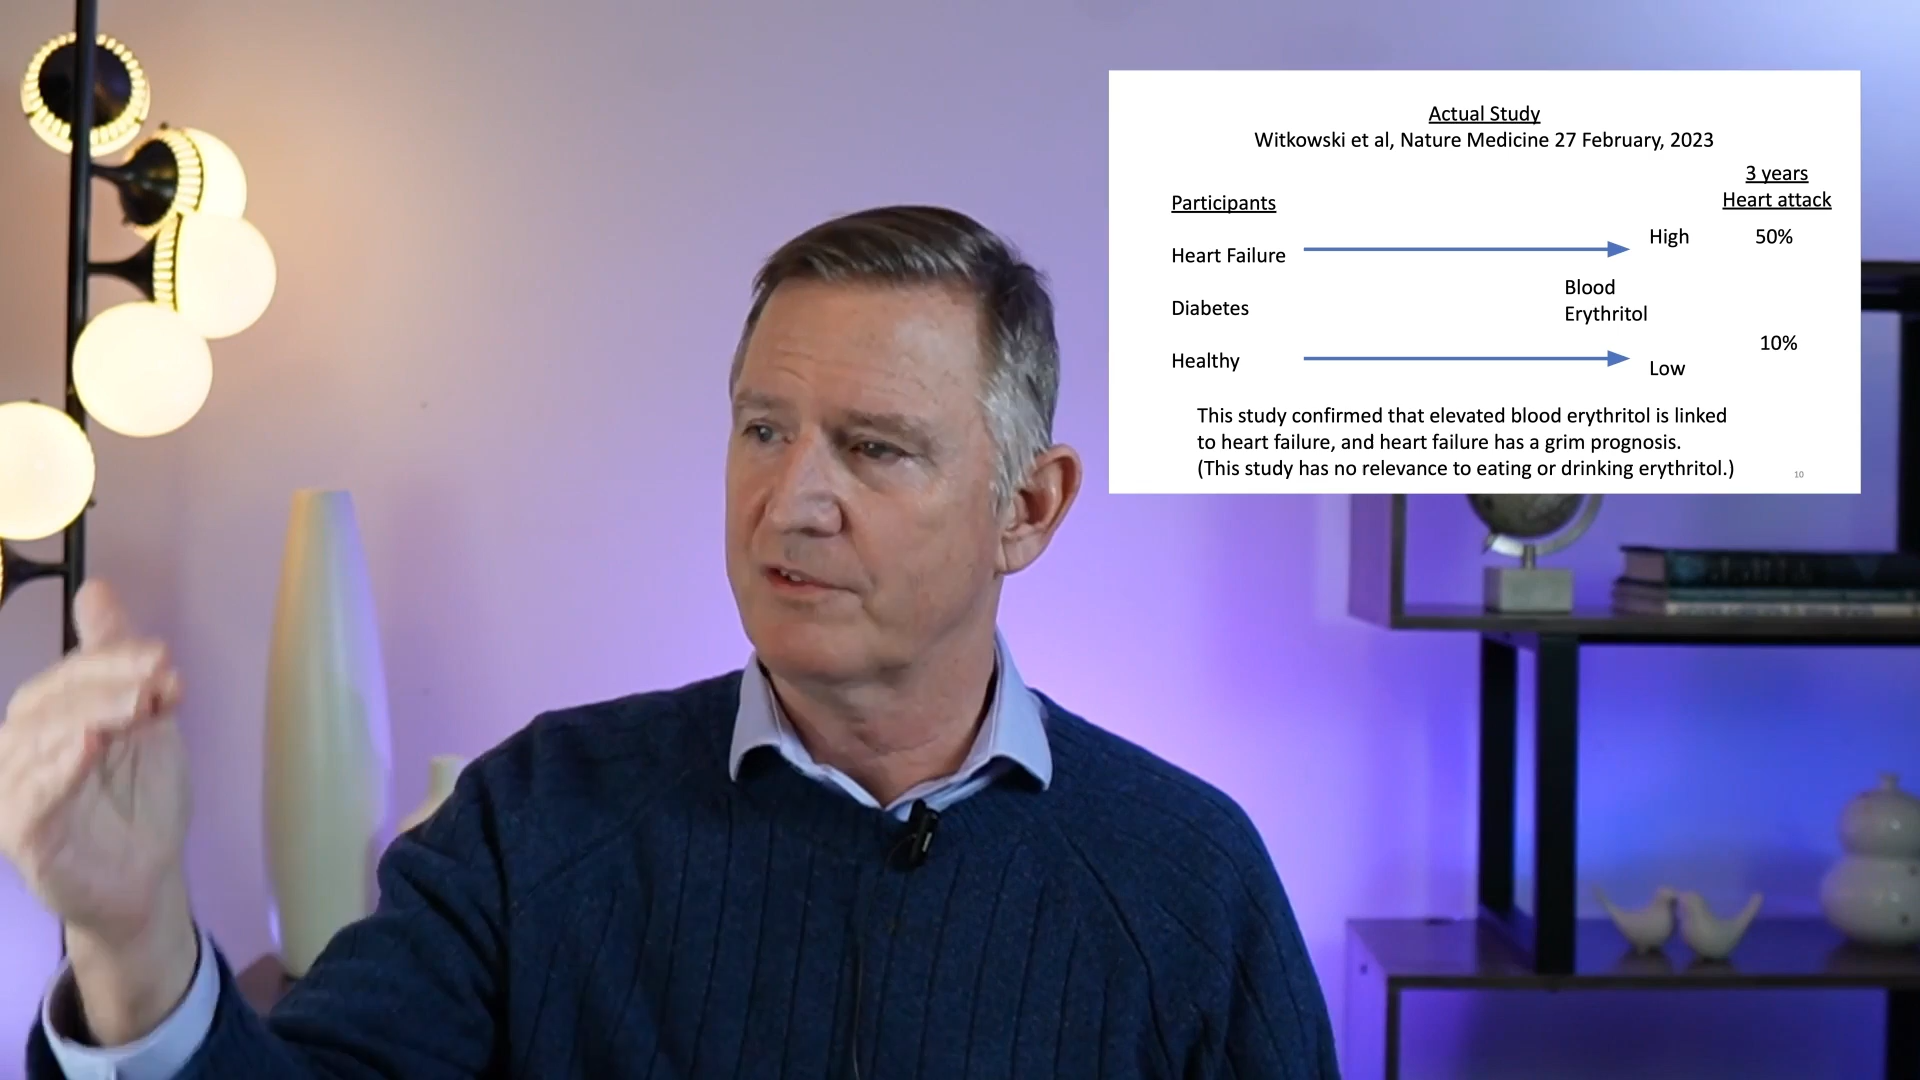 Actual Study
Witkowski et al, Nature Medicine 27 February, 2023
3 years
Heart attack
Participants
High 50%
Heart Failure
Blood
Erythritol
Diabetes
10%
Healthy
Low
This study confirmed that elevated blood erythritol is linked
to heart failure, and heart failure has a grim prognosis.
(This study has no relevance to eating or drinking erythritol.)
10